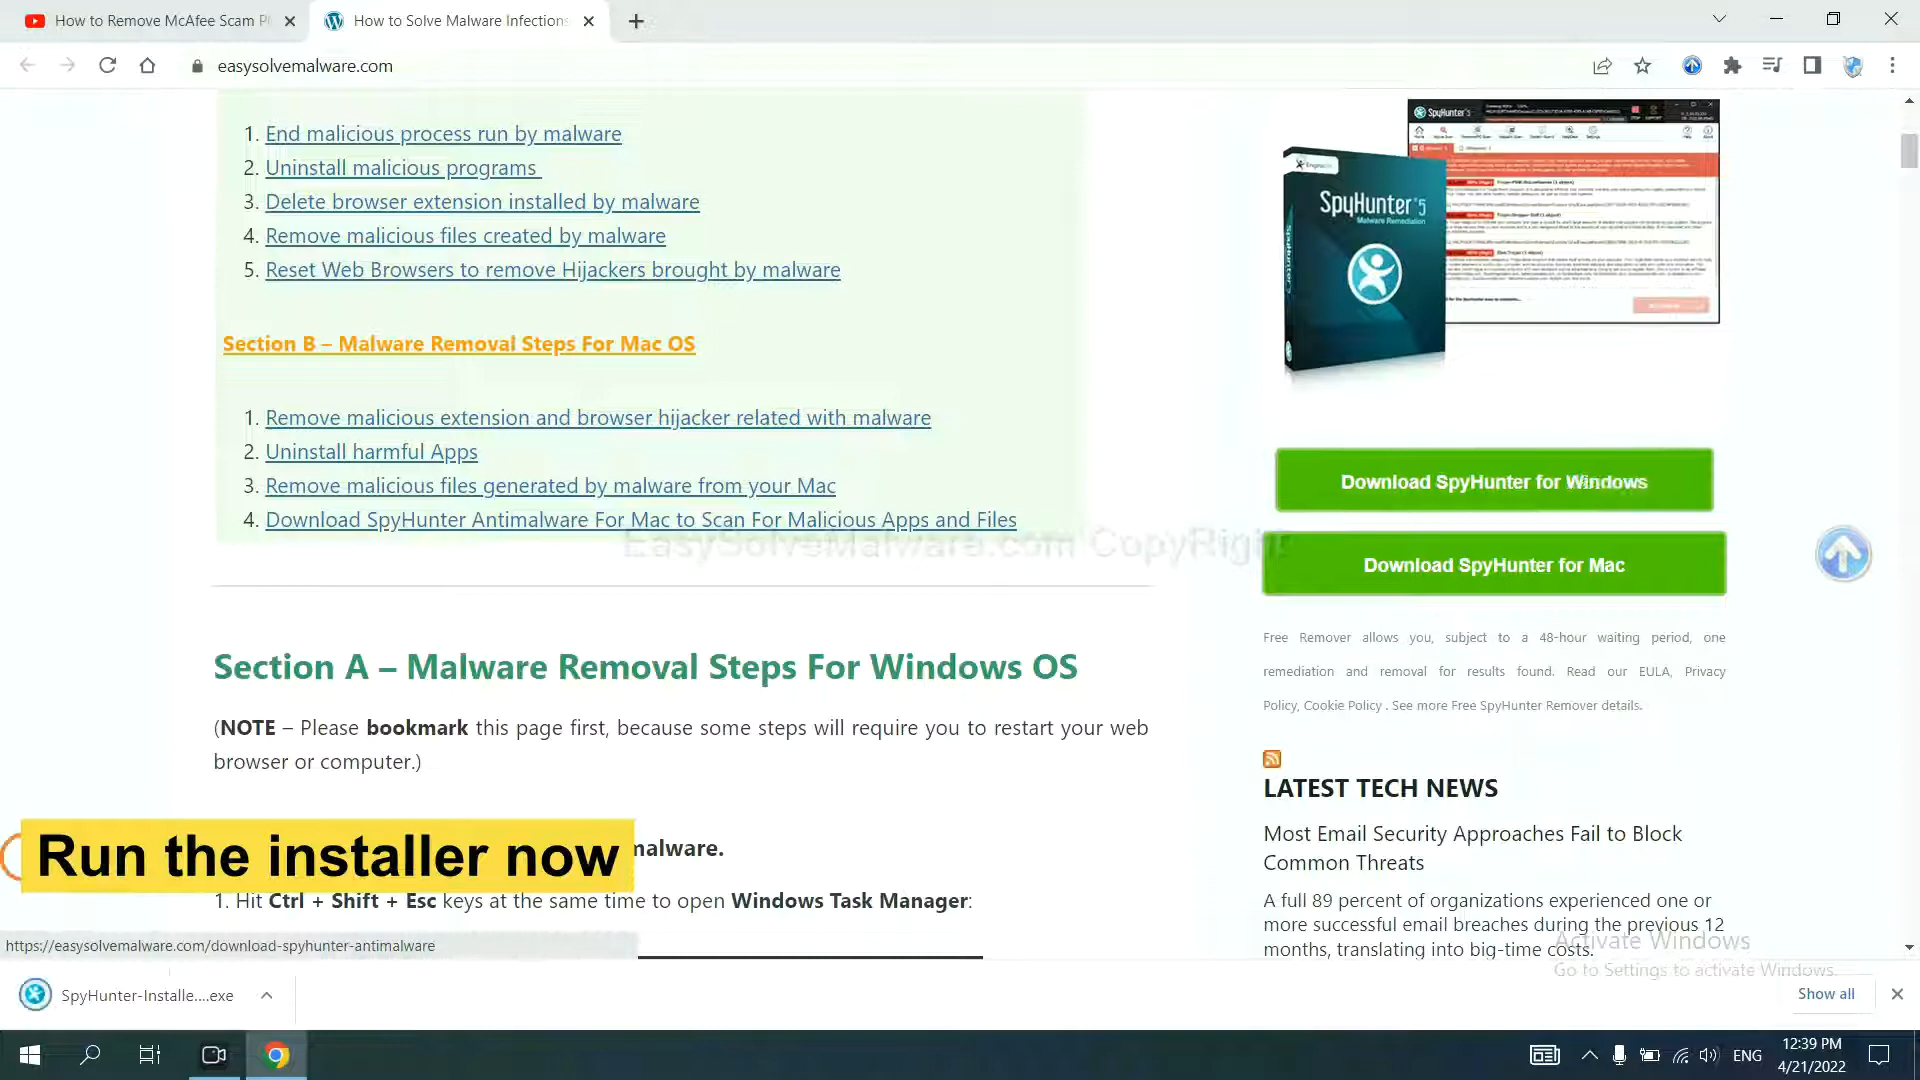 How to Remove McAfee Scam P
How to Solve Malware Infections
easysolvemalware.com
1. End malicious process run by malware
2. Uninstall malicious programs
3. Delete browser extension installed by malware
4. Remove malicious files created by malware
5. Reset Web Browsers to remove Hijackers brought by malware
Section B – Malware Removal Steps For Mac OS
1. Remove malicious extension and browser hijacker related with malware
2. Uninstall harmful Apps
3. Remove malicious files generated by malware from your Mac
4. Download SpyHunter Antimalware For Mac to Scan For Malicious Apps and Files
EasySolveMalware.com CopyRight
Section A – Malware Removal Steps For Windows OS
(NOTE – Please bookmark this page first, because some steps will require you to restart your web
browser or computer.)
Run the installer now
malware.
1. Hit Ctrl + Shift + Esc keys at the same time to open Windows Task Manager:
https://easysolvemalware.com/download-spyhunter-antimalware
SpyHunter 5
Enigma
SpyHunter 5
Malware Remediation
SpyHunter
Download SpyHunter for Windows
Download SpyHunter for Mac
Free Remover allows you, subject to a 48-hour waiting period, one
remediation and removal for results found. Read our EULA, Privacy
Policy, Cookie Policy . See more Free SpyHunter Remover details.
LATEST TECH NEWS
Most Email Security Approaches Fail to Block
Common Threats
A full 89 percent of organizations experienced one or
more successful email breaches during the previous 12
months, translating into big-time costs.
Activate Windows
Go to Settings to activate Windows.
SpyHunter-Installe....exe
Show all
ENG
12:39 PM
4/21/2022